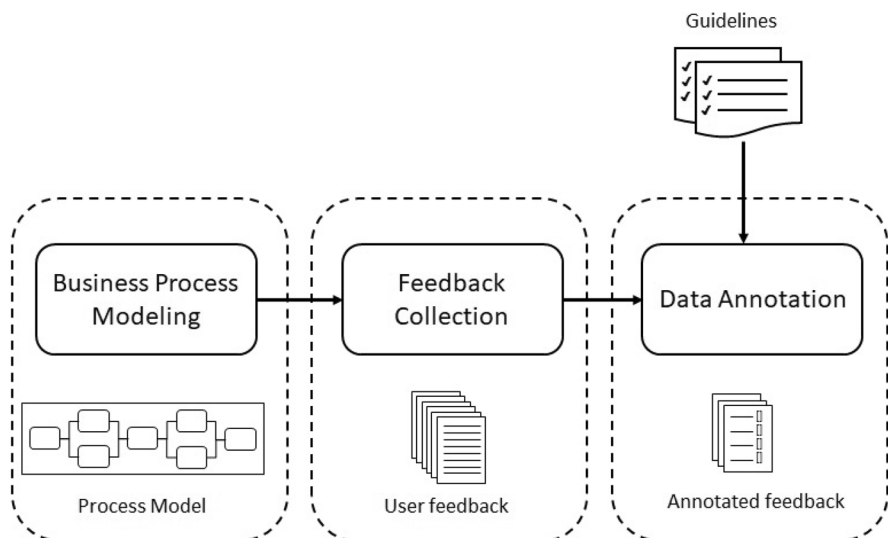 Guidelines
Business Process
Modeling
Feedback
Collection
Data Annotation
Process Model
User feedback
Annotated feedback